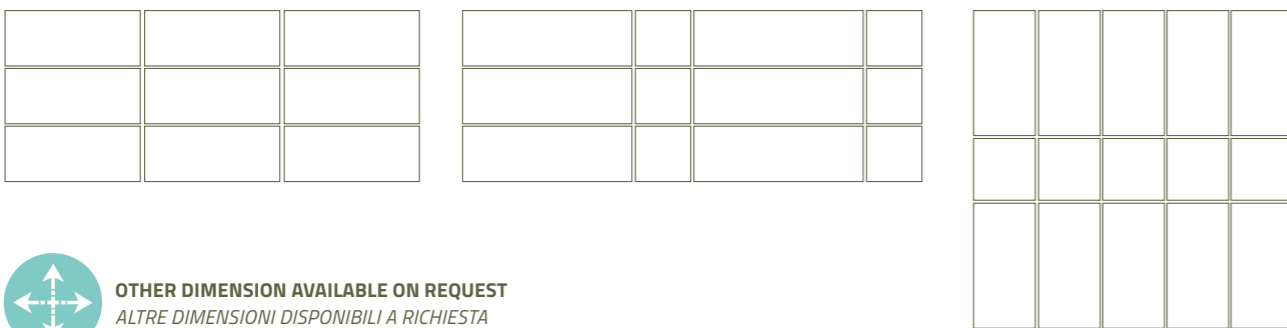 OTHER DIMENSION AVAILABLE ON REQUEST
ALTRE DIMENSIONI DISPONIBILI A RICHIESTA